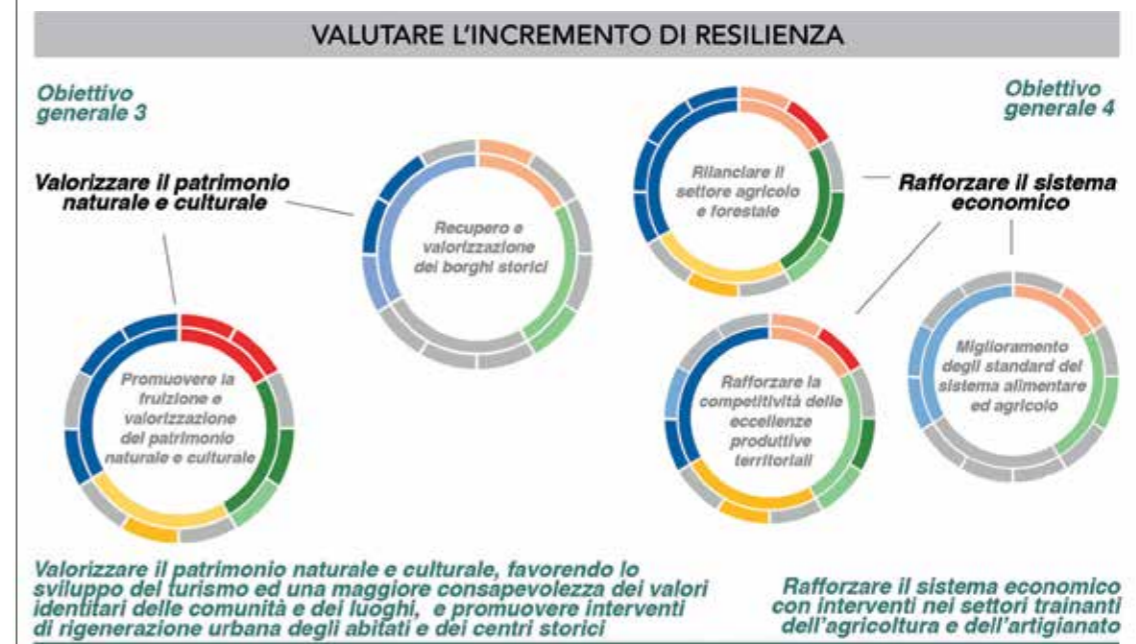 VALUTARE L'INCREMENTO DI RESILIENZA
Obiettivo
generale 3
Valorizzare il patrimonio
naturale e culturale
Recupero e
valorizzazione
dei borghi storici
Promuovere la
fruizione e
valorizzazione
del patrimonio
naturale e culturale
Obiettivo
generale 4
Rafforzare il sistema
economico
Rilanciare il
settore agricolo
e forestale
Rafforzare la
competitività delle
eccellenze
produttive
territoriali
Miglioramento
degli standard del
sistema alimentare
ed agricolo
Valorizzare il patrimonio naturale e culturale, favorendo lo
sviluppo del turismo ed una maggiore consapevolezza dei valori
identitari delle comunità e dei luoghi, e promuovere interventi
di rigenerazione urbana degli abitati e dei centri storici
Rafforzare il sistema economico
con interventi nei settori trainanti
dell'agricoltura e dell'artigianato